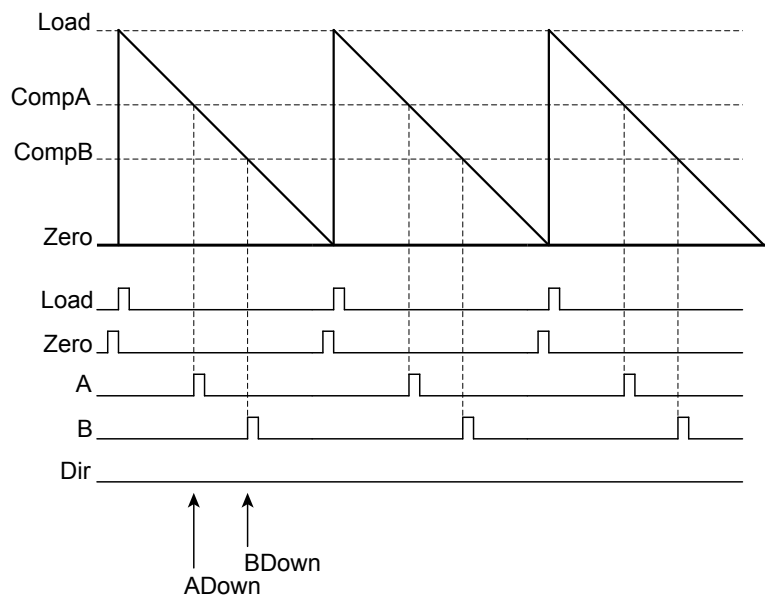 Load
CompA
CompB
Zero
Load
Zero
A
B
Dir
BDown
ADown